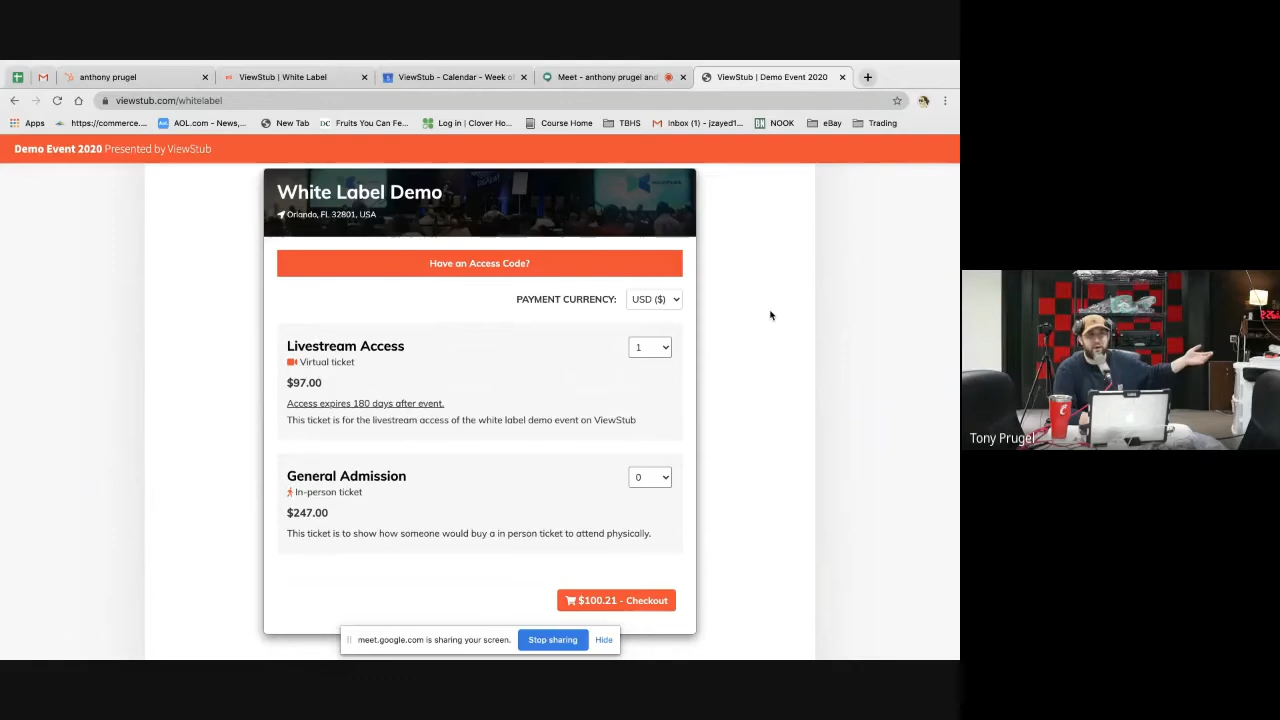 anthony prugel
ViewStub | White Label
ViewStub - Calendar - Week o
Meet - anthony prugel and
ViewStub | Demo Event 2020
viewstub.com/whitelabel
Apps
https://commerce....
AOL.com - News,...
New Tab
DC Fruits You Can Fe...
Log in | Clover Ho...
Course Home
TBHS
Inbox (1) - jzayed1...
NOOK
eBay
Trading
Demo Event 2020 Presented by ViewStub
White Label Demo
Orlando, FL 32801, USA
Have an Access Code?
PAYMENT CURRENCY: USD ($)
Livestream Access
1
Virtual ticket
$97.00
Access expires 180 days after event.
This ticket is for the livestream access of the white label demo event on ViewStub
General Admission
0
In-person ticket
$247.00
This ticket is to show how someone would buy a in person ticket to attend physically.
$100.21 - Checkout
meet.google.com is sharing your screen.
Stop sharing
Hide
Tony Prugel